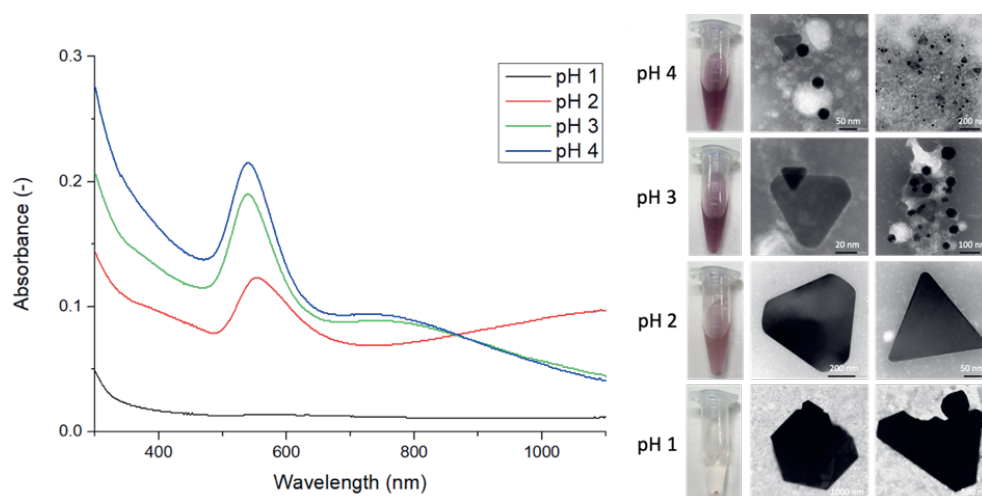 0.3
0.2
0.1
0.0
Absorbance (-)
400
600
800
1000
Wavelength (nm)
pH 1
pH 2
pH 3
pH 4
pH 4
50 nm
200 nm
pH 3
20 nm
100 nm
pH 2
200 nm
50 nm
pH 1
1000 nm